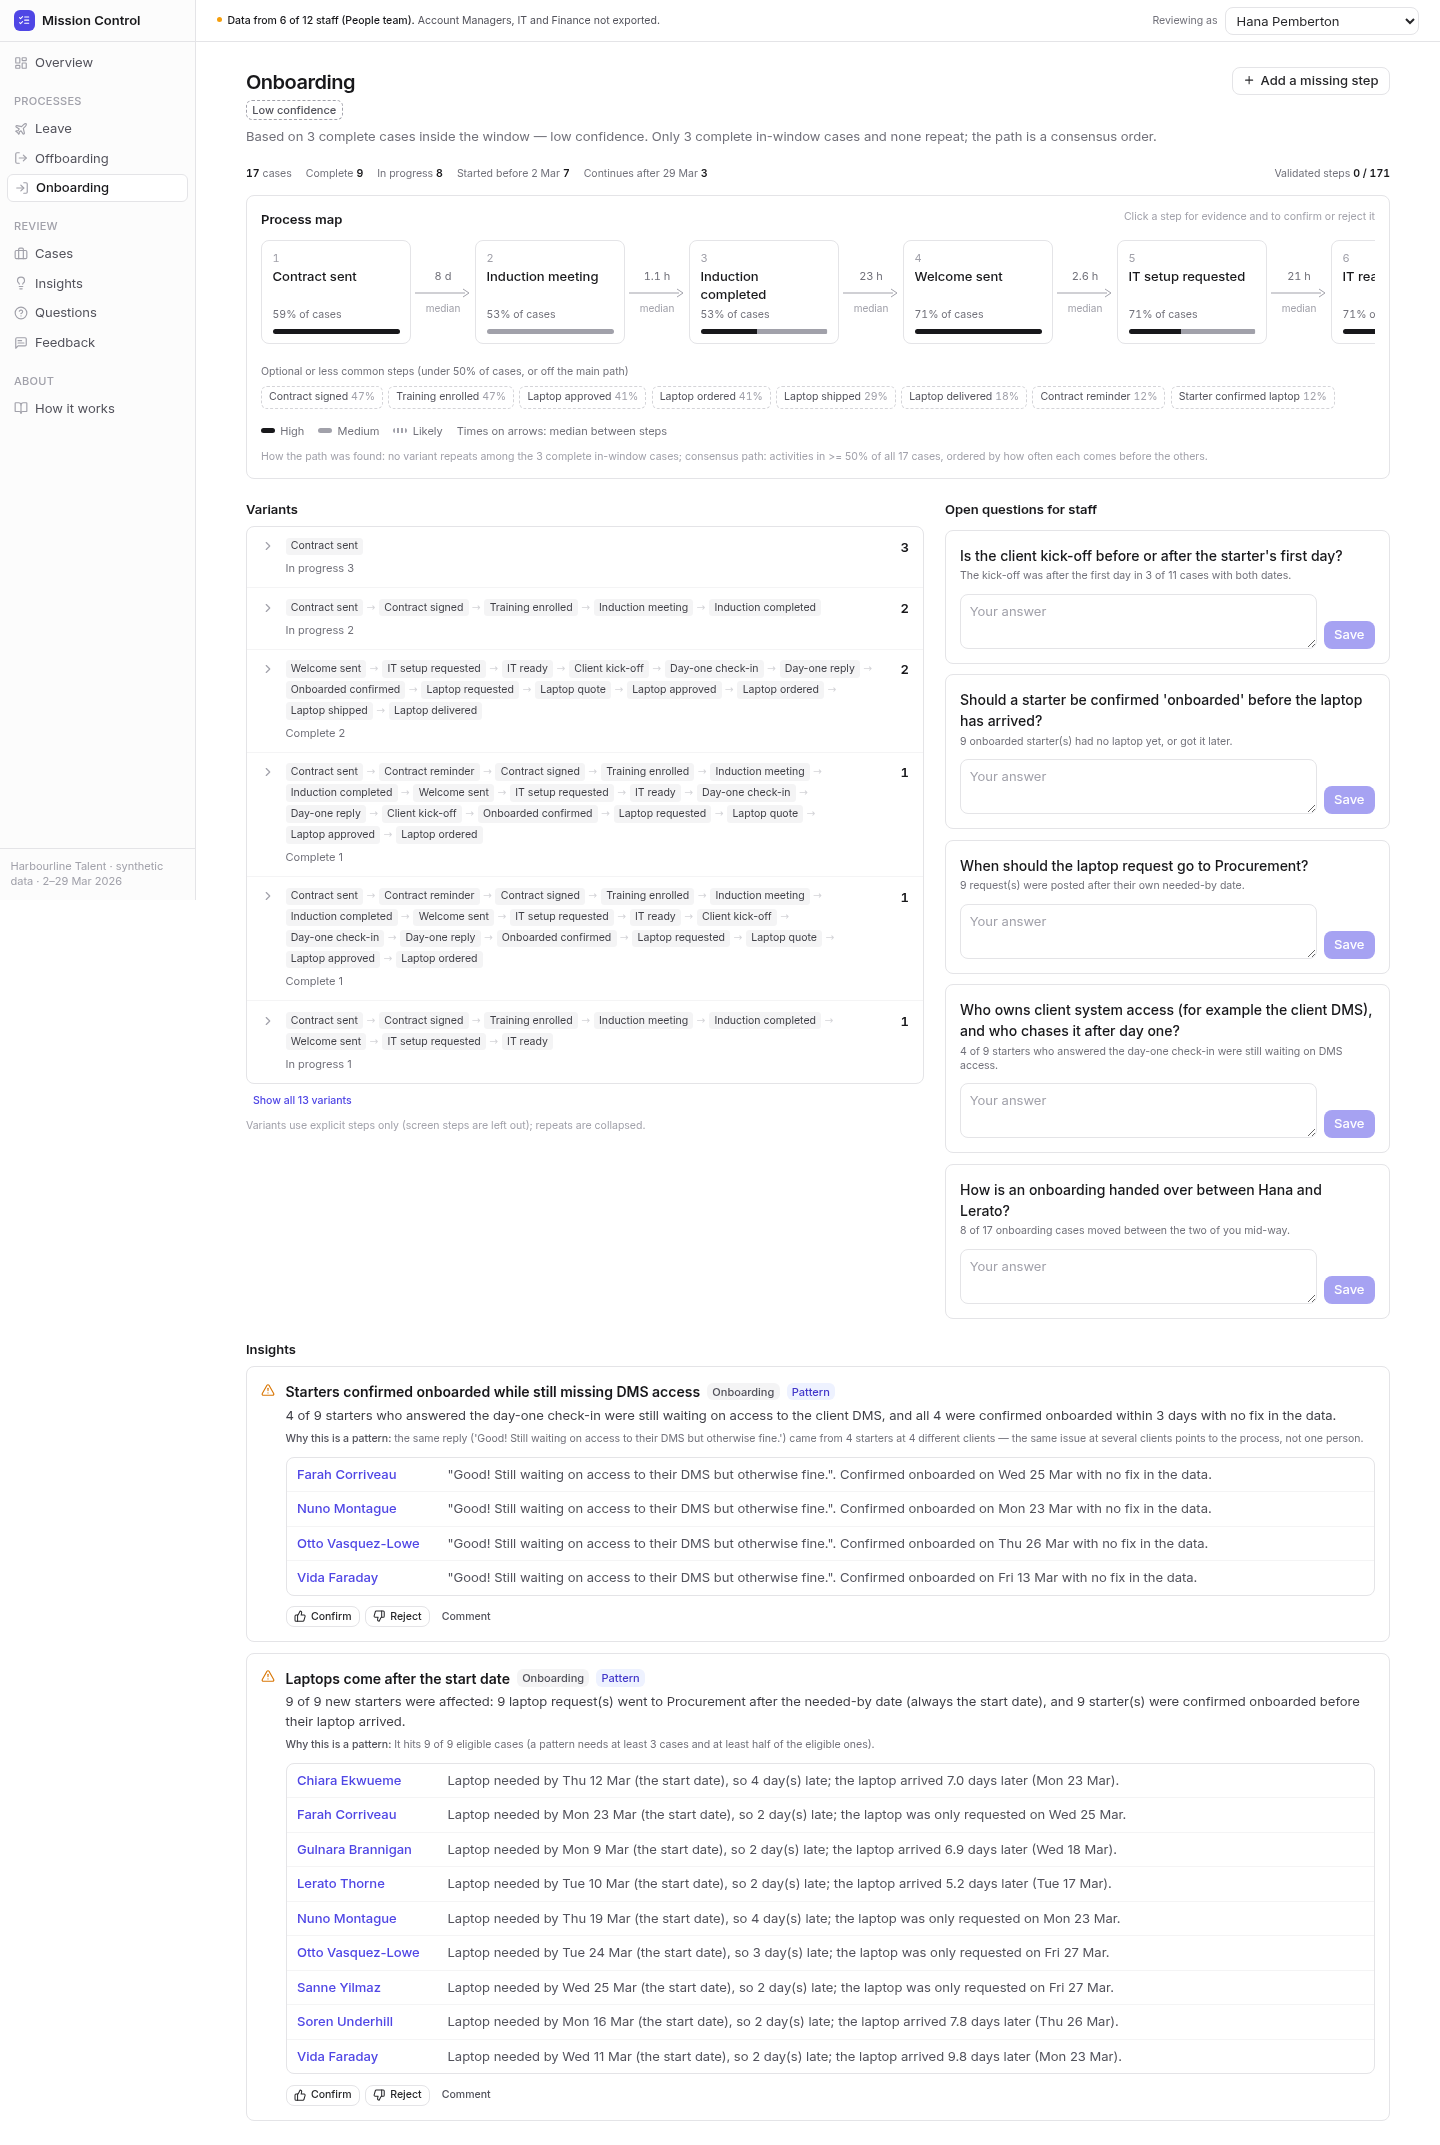 Mission Control
Data from 6 of 12 staff (People team). Account Managers, IT and Finance not exported.
Reviewing as
Hana Pemberton
Overview
PROCESSES
Leave
Offboarding
Onboarding
REVIEW
Cases
Insights
Questions
Feedback
ABOUT
How it works
Harbourline Talent · synthetic
data · 2–29 Mar 2026
Onboarding
Add a missing step
Low confidence
Based on 3 complete cases inside the window — low confidence. Only 3 complete in-window cases and none repeat; the path is a consensus order.
17 cases Complete 9 In progress 8 Started before 2 Mar 7 Continues after 29 Mar 3
Validated steps 0 / 171
Process map
Click a step for evidence and to confirm or reject it
1
Contract sent
59% of cases
8 d
median
2
Induction meeting
53% of cases
1.1 h
median
3
Induction
completed
53% of cases
23 h
median
4
Welcome sent
71% of cases
2.6 h
median
5
IT setup requested
71% of cases
21 h
median
6
IT rea
71% o
Optional or less common steps (under 50% of cases, or off the main path)
Contract signed 47% Training enrolled 47% Laptop approved 41% Laptop ordered 41% Laptop shipped 29% Laptop delivered 18% Contract reminder 12% Starter confirmed laptop 12%
High Medium Likely Times on arrows: median between steps
How the path was found: no variant repeats among the 3 complete in-window cases; consensus path: activities in >= 50% of all 17 cases, ordered by how often each comes before the others.
Variants
Contract sent
3
In progress 3
Contract sent → Contract signed → Training enrolled → Induction meeting → Induction completed
2
In progress 2
Welcome sent → IT setup requested → IT ready → Client kick-off → Day-one check-in → Day-one reply →
2
Onboarded confirmed → Laptop requested → Laptop quote → Laptop approved → Laptop ordered →
Laptop shipped → Laptop delivered
Complete 2
Contract sent → Contract reminder → Contract signed → Training enrolled → Induction meeting →
1
Induction completed → Welcome sent → IT setup requested → IT ready → Day-one check-in →
Day-one reply → Client kick-off → Onboarded confirmed → Laptop requested → Laptop quote →
Laptop approved → Laptop ordered
Complete 1
Contract sent → Contract reminder → Contract signed → Training enrolled → Induction meeting →
1
Induction completed → Welcome sent → IT setup requested → IT ready → Client kick-off →
Day-one check-in → Day-one reply → Onboarded confirmed → Laptop requested → Laptop quote →
Laptop approved → Laptop ordered
Complete 1
Contract sent → Contract signed → Training enrolled → Induction meeting → Induction completed →
1
Welcome sent → IT setup requested → IT ready
In progress 1
Show all 13 variants
Variants use explicit steps only (screen steps are left out); repeats are collapsed.
Open questions for staff
Is the client kick-off before or after the starter's first day?
The kick-off was after the first day in 3 of 11 cases with both dates.
Your answer
Save
Should a starter be confirmed 'onboarded' before the laptop
has arrived?
9 onboarded starter(s) had no laptop yet, or got it later.
Your answer
Save
When should the laptop request go to Procurement?
9 request(s) were posted after their own needed-by date.
Your answer
Save
Who owns client system access (for example the client DMS),
and who chases it after day one?
4 of 9 starters who answered the day-one check-in were still waiting on DMS
access.
Your answer
Save
How is an onboarding handed over between Hana and
Lerato?
8 of 17 onboarding cases moved between the two of you mid-way.
Your answer
Save
Insights
Starters confirmed onboarded while still missing DMS access Onboarding Pattern
4 of 9 starters who answered the day-one check-in were still waiting on access to the client DMS, and all 4 were confirmed onboarded within 3 days with no fix in the data.
Why this is a pattern: the same reply ('Good! Still waiting on access to their DMS but otherwise fine.') came from 4 starters at 4 different clients — the same issue at several clients points to the process, not one person.
Farah Corriveau "Good! Still waiting on access to their DMS but otherwise fine.". Confirmed onboarded on Wed 25 Mar with no fix in the data.
Nuno Montague "Good! Still waiting on access to their DMS but otherwise fine.". Confirmed onboarded on Mon 23 Mar with no fix in the data.
Otto Vasquez-Lowe "Good! Still waiting on access to their DMS but otherwise fine.". Confirmed onboarded on Thu 26 Mar with no fix in the data.
Vida Faraday "Good! Still waiting on access to their DMS but otherwise fine.". Confirmed onboarded on Fri 13 Mar with no fix in the data.
Confirm Reject Comment
Laptops come after the start date Onboarding Pattern
9 of 9 new starters were affected: 9 laptop request(s) went to Procurement after the needed-by date (always the start date), and 9 starter(s) were confirmed onboarded before
their laptop arrived.
Why this is a pattern: It hits 9 of 9 eligible cases (a pattern needs at least 3 cases and at least half of the eligible ones).
Chiara Ekwueme Laptop needed by Thu 12 Mar (the start date), so 4 day(s) late; the laptop arrived 7.0 days later (Mon 23 Mar).
Farah Corriveau Laptop needed by Mon 23 Mar (the start date), so 2 day(s) late; the laptop was only requested on Wed 25 Mar.
Gulnara Brannigan Laptop needed by Mon 9 Mar (the start date), so 2 day(s) late; the laptop arrived 6.9 days later (Wed 18 Mar).
Lerato Thorne Laptop needed by Tue 10 Mar (the start date), so 2 day(s) late; the laptop arrived 5.2 days later (Tue 17 Mar).
Nuno Montague Laptop needed by Thu 19 Mar (the start date), so 4 day(s) late; the laptop was only requested on Mon 23 Mar.
Otto Vasquez-Lowe Laptop needed by Tue 24 Mar (the start date), so 3 day(s) late; the laptop was only requested on Fri 27 Mar.
Sanne Yilmaz Laptop needed by Wed 25 Mar (the start date), so 2 day(s) late; the laptop was only requested on Fri 27 Mar.
Soren Underhill Laptop needed by Mon 16 Mar (the start date), so 2 day(s) late; the laptop arrived 7.8 days later (Thu 26 Mar).
Vida Faraday Laptop needed by Wed 11 Mar (the start date), so 2 day(s) late; the laptop arrived 9.8 days later (Mon 23 Mar).
Confirm Reject Comment